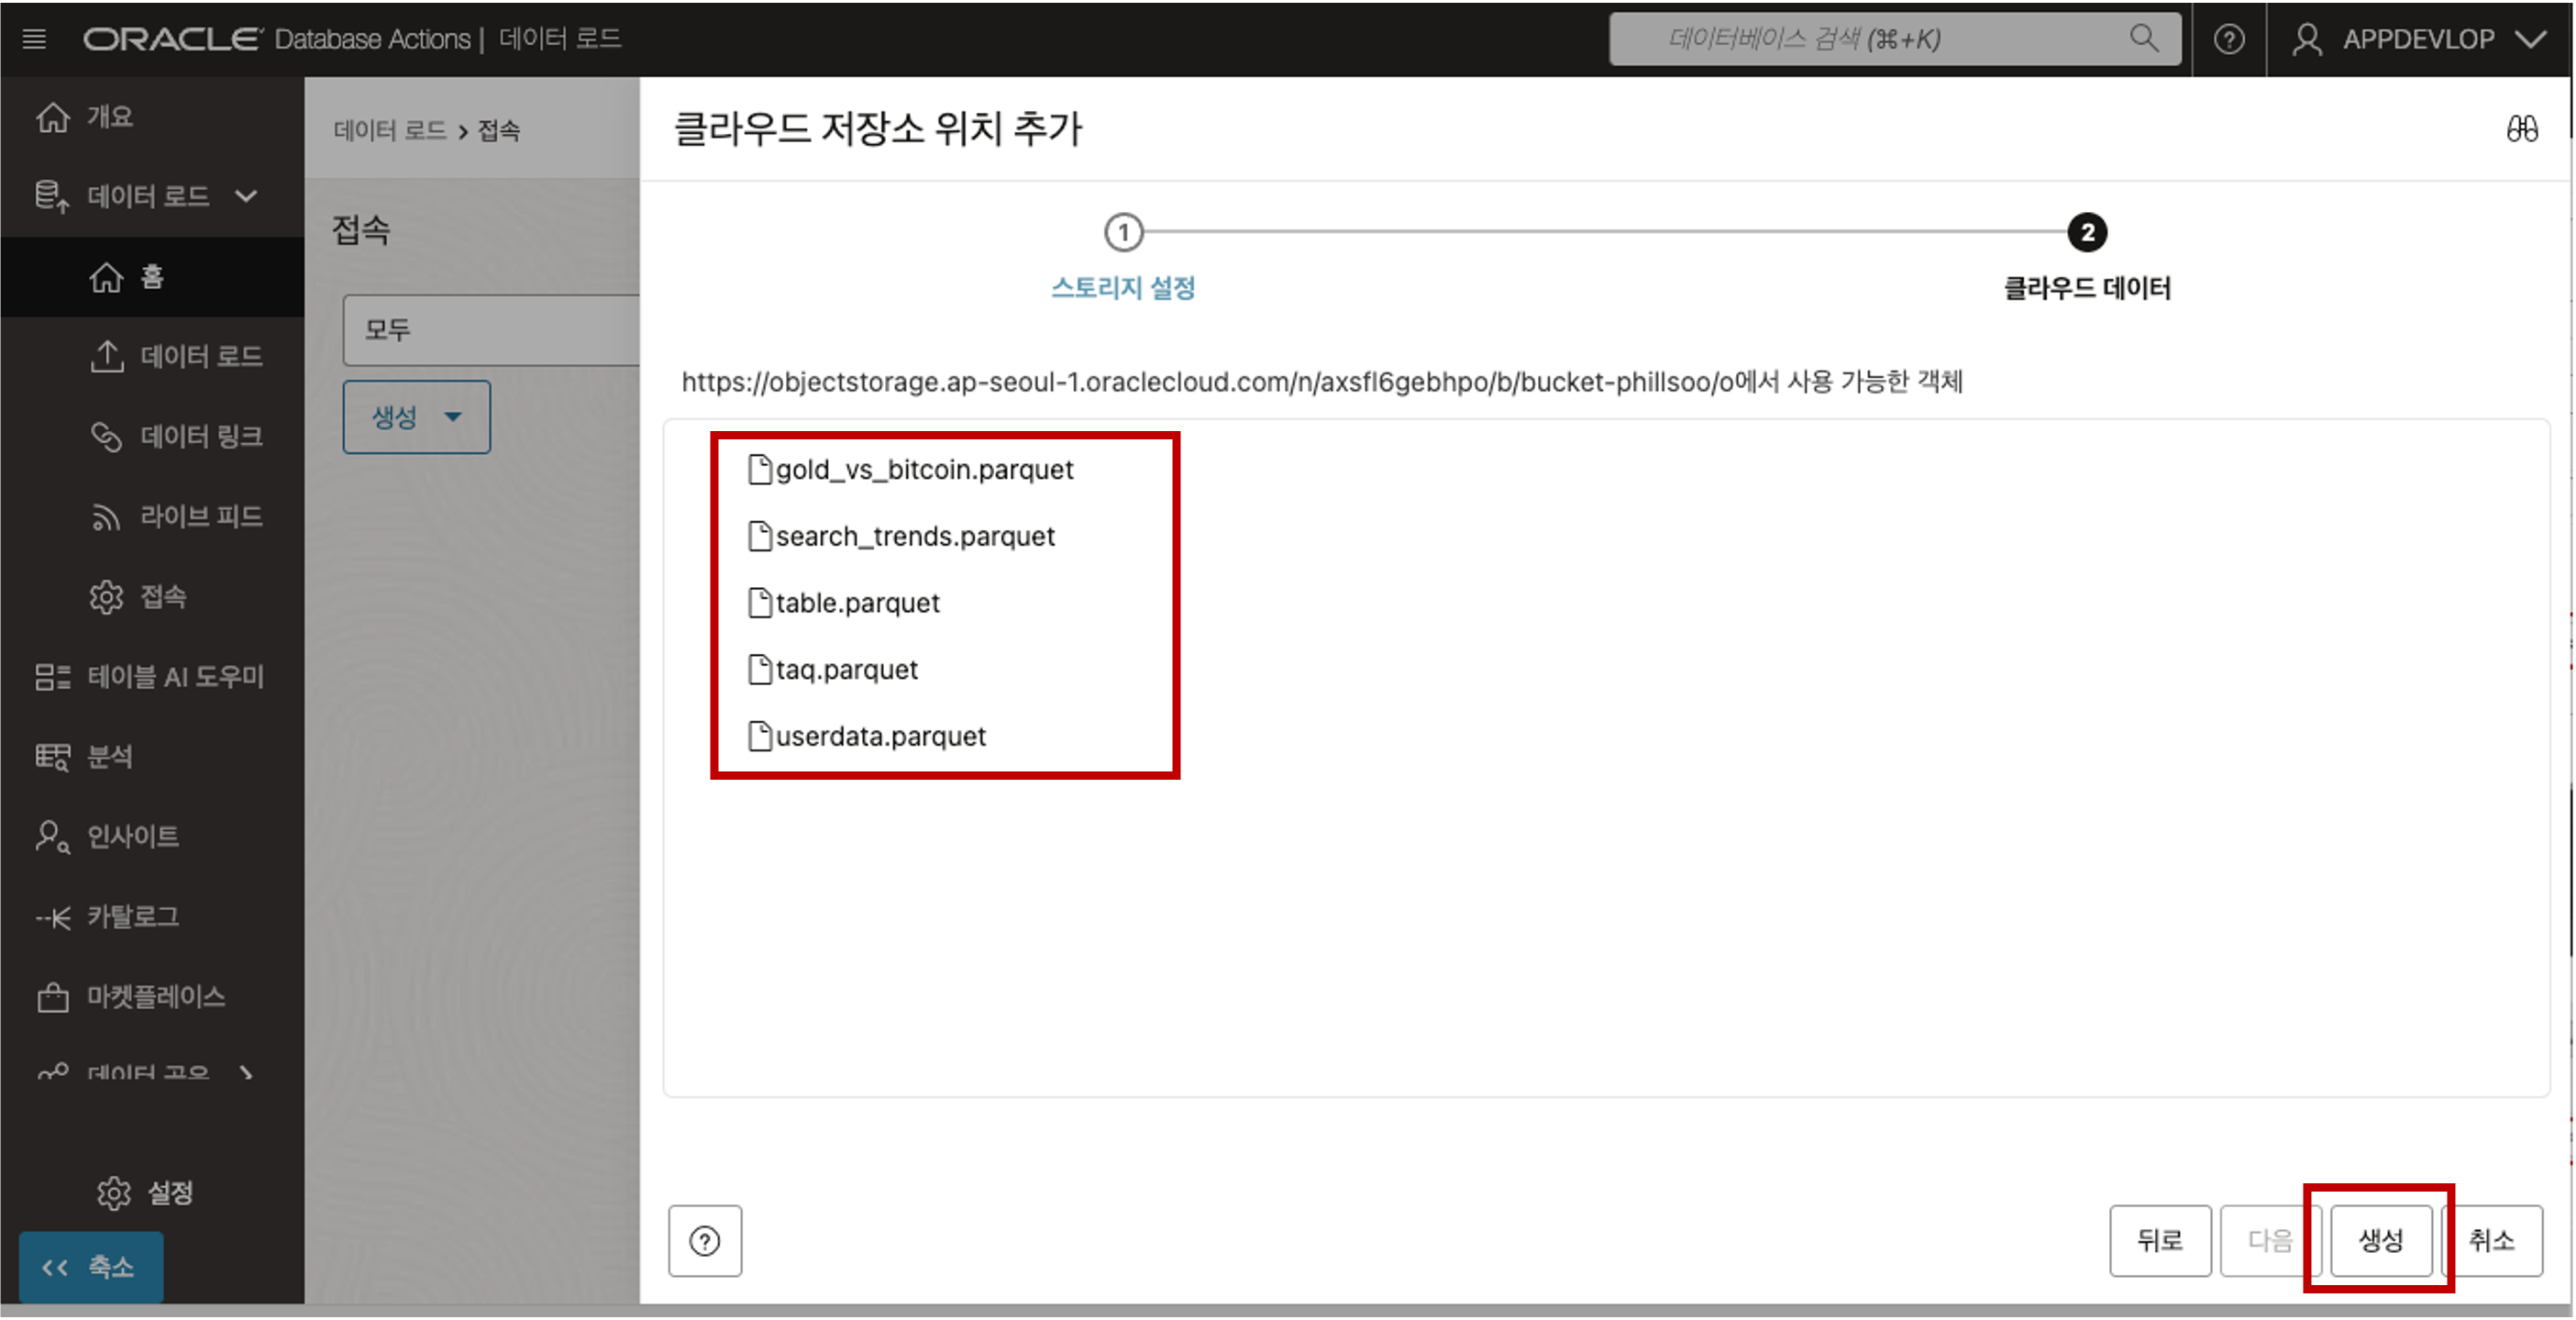 ORACLE Database Actions | 데이터 로드
데이터베이스 검색 (⌘+K)
APPDEVLOP
개요
데이터 로드
홈
데이터 로드
데이터 링크
라이브 피드
접속
테이블 AI 도우미
분석
인사이트
카탈로그
마켓플레이스
데이터 공유
설정
<< 축소
데이터 로드 > 접속
접속
모두
생성
클라우드 저장소 위치 추가
1
2
스토리지 설정
클라우드 데이터
https://objectstorage.ap-seoul-1.oraclecloud.com/n/axsfl6gebhpo/b/bucket-phillsoo/o에서 사용 가능한 객체
gold_vs_bitcoin.parquet
search_trends.parquet
table.parquet
taq.parquet
userdata.parquet
뒤로
다음
생성
취소